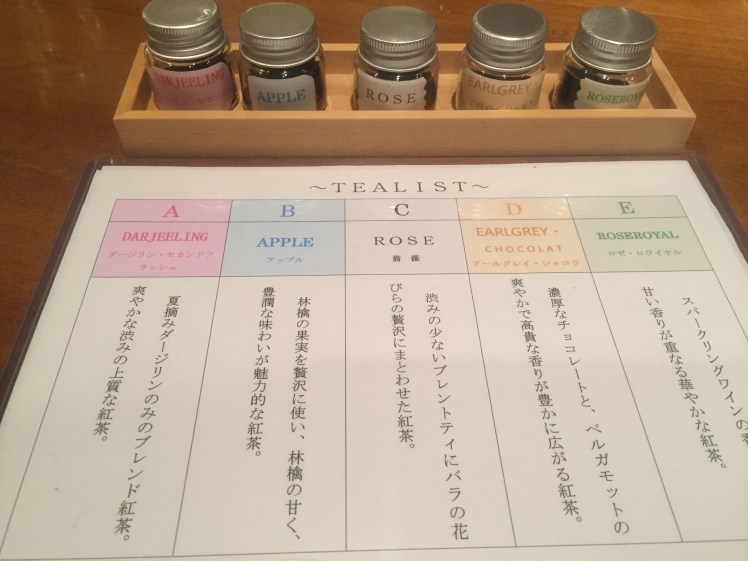 DARJEELING
APPLE
ROSE
EARLGREY
CHOCOLAT
ROSEROYAL
～TEALIST～
A
B
C
D
E
DARJEELING
ダージリン・セカンドフ
ラッシュ
APPLE
アップル
ROSE
薔薇
EARLGREY・
CHOCOLAT
アールグレイ・ショコラ
ROSEROYAL
ロゼ・ロワイヤル
夏摘みダージリンのみのブレンド紅茶。
爽やかな渋みの上質な紅茶。
林檎の果実を贅沢に使い、林檎の甘く、
豊潤な味わいが魅力的な紅茶。
渋みの少ないブレントティにバラの花
びらの贅沢にまとわせた紅茶。
濃厚なチョコレートと、ベルガモットの
爽やかで高貴な香りが豊かに広がる紅茶。
スパークリングワインの
甘い香りが重なる華やかな紅茶。